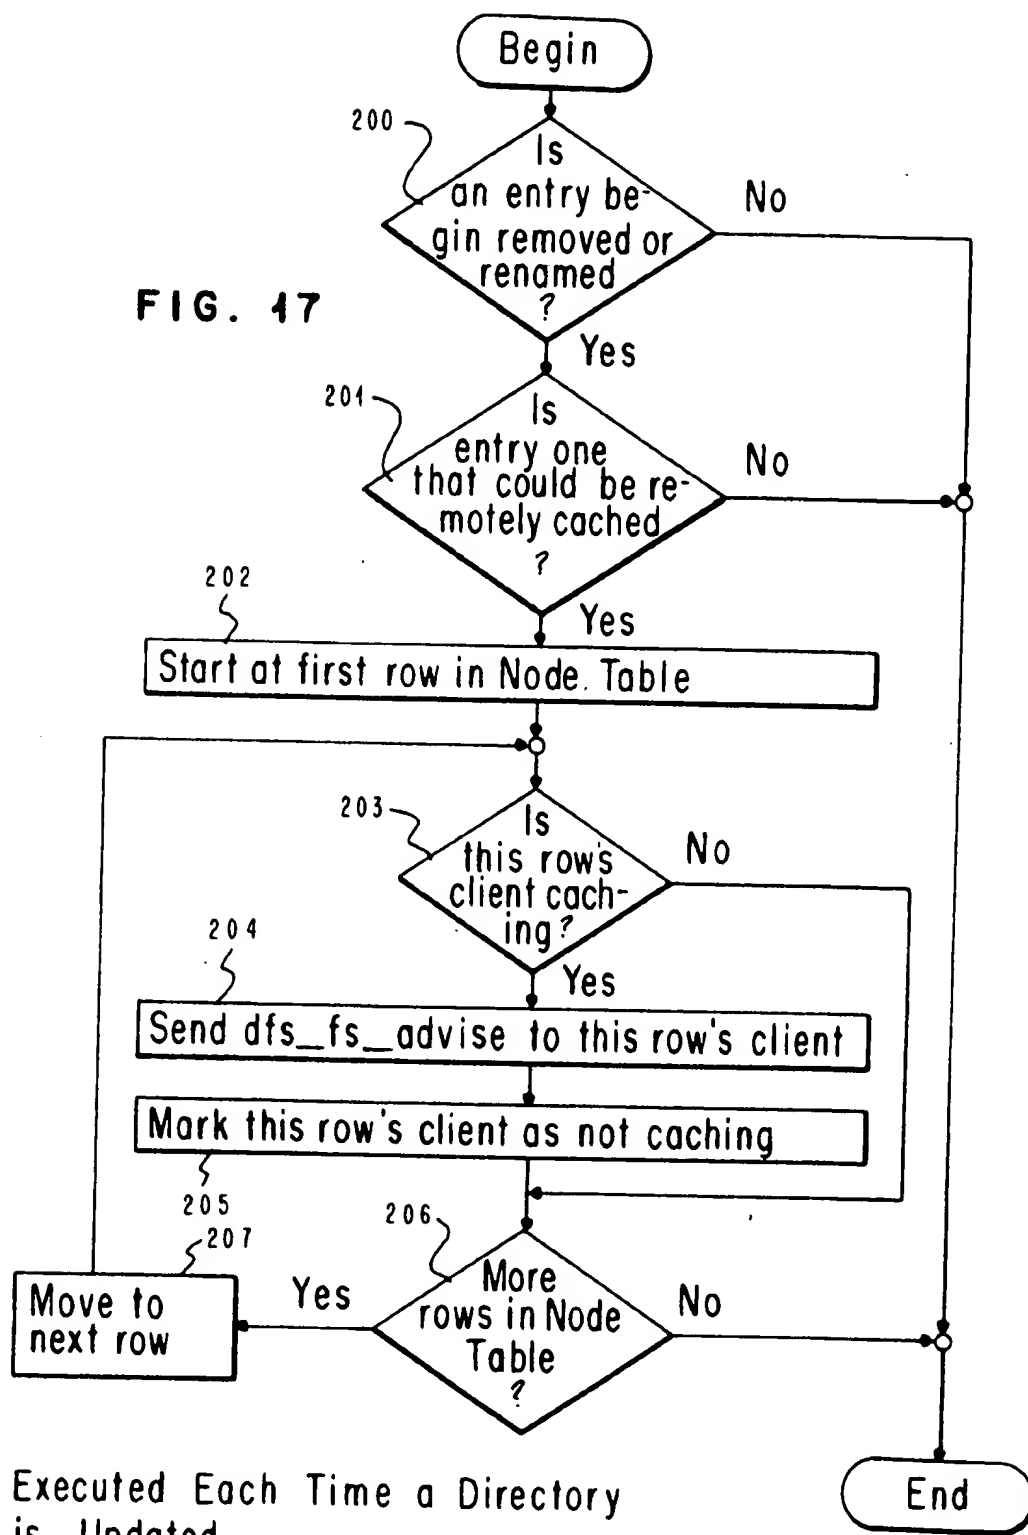 Begin
200
Is
an entry be-
gin removed or
renamed
?
No
FIG. 17
Yes
201
Is
entry one
that could be re-
motely cached
?
No
202
Yes
Start at first row in Node Table
203
Is
this row's
client cach-
ing?
No
204
Yes
Send dfs_fs_advise to this row's client
Mark this row's client as not caching
205
206
207
More
rows in Node
Table
?
Yes
No
Move to
next row
Executed Each Time a Directory
is Updated
End